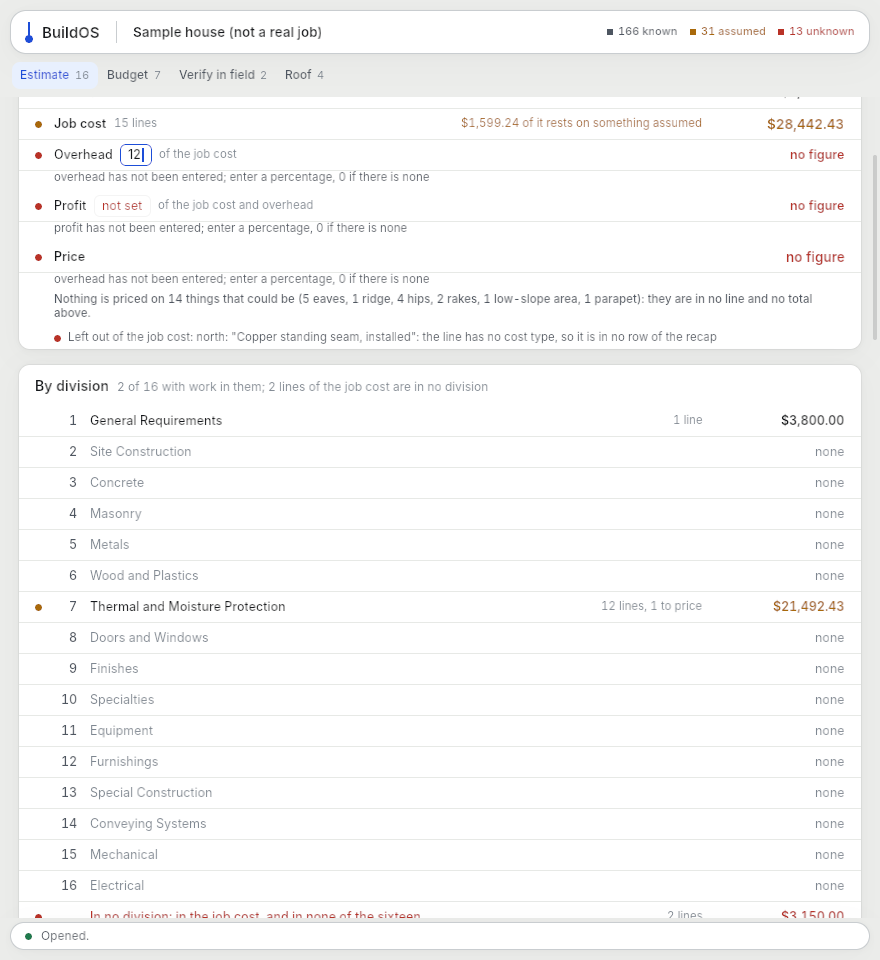 BuildOS
Sample house (not a real job)
166 known
31 assumed
13 unknown
Estimate 16
Budget 7
Verify in field 2
Roof 4
Job cost 15 lines $1,599.24 of it rests on something assumed $28,442.43
Overhead 12 of the job cost no figure
overhead has not been entered; enter a percentage, 0 if there is none
Profit not set of the job cost and overhead no figure
profit has not been entered; enter a percentage, 0 if there is none
Price no figure
overhead has not been entered; enter a percentage, 0 if there is none
Nothing is priced on 14 things that could be (5 eaves, 1 ridge, 4 hips, 2 rakes, 1 low-slope area, 1 parapet): they are in no line and no total
above.
Left out of the job cost: north: "Copper standing seam, installed": the line has no cost type, so it is in no row of the recap
By division 2 of 16 with work in them; 2 lines of the job cost are in no division
1 General Requirements 1 line $3,800.00
2 Site Construction none
3 Concrete none
4 Masonry none
5 Metals none
6 Wood and Plastics none
7 Thermal and Moisture Protection 12 lines, 1 to price $21,492.43
8 Doors and Windows none
9 Finishes none
10 Specialties none
11 Equipment none
12 Furnishings none
13 Special Construction none
14 Conveying Systems none
15 Mechanical none
16 Electrical none
In no division: in the job cost, and in none of the sixteen 2 lines $3,150.00
Opened.